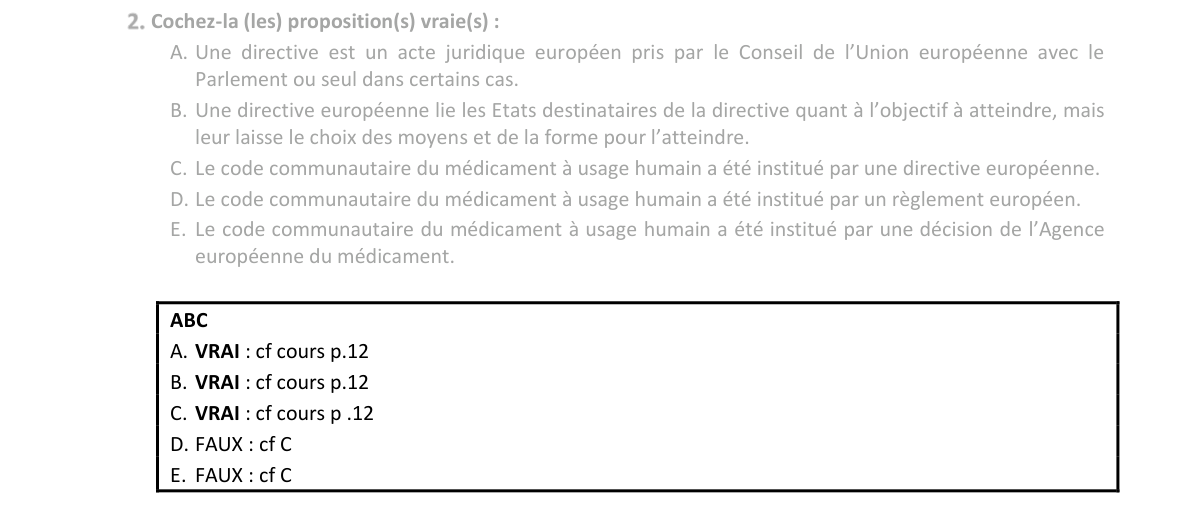 2. Cochez-la (les) proposition(s) vraie(s) :
A. Une directive est un acte juridique européen pris par le Conseil de l’Union européenne avec le
Parlement ou seul dans certains cas.
B. Une directive européenne lie les Etats destinataires de la directive quant à l’objectif à atteindre, mais
leur laisse le choix des moyens et de la forme pour l’atteindre.
C. Le code communautaire du médicament à usage humain a été institué par une directive européenne.
D. Le code communautaire du médicament à usage humain a été institué par un règlement européen.
E. Le code communautaire du médicament à usage humain a été institué par une décision de l’Agence
européenne du médicament.
ABC
A. VRAI : cf cours p.12
B. VRAI : cf cours p.12
C. VRAI : cf cours p .12
D. FAUX : cf C
E. FAUX : cf C